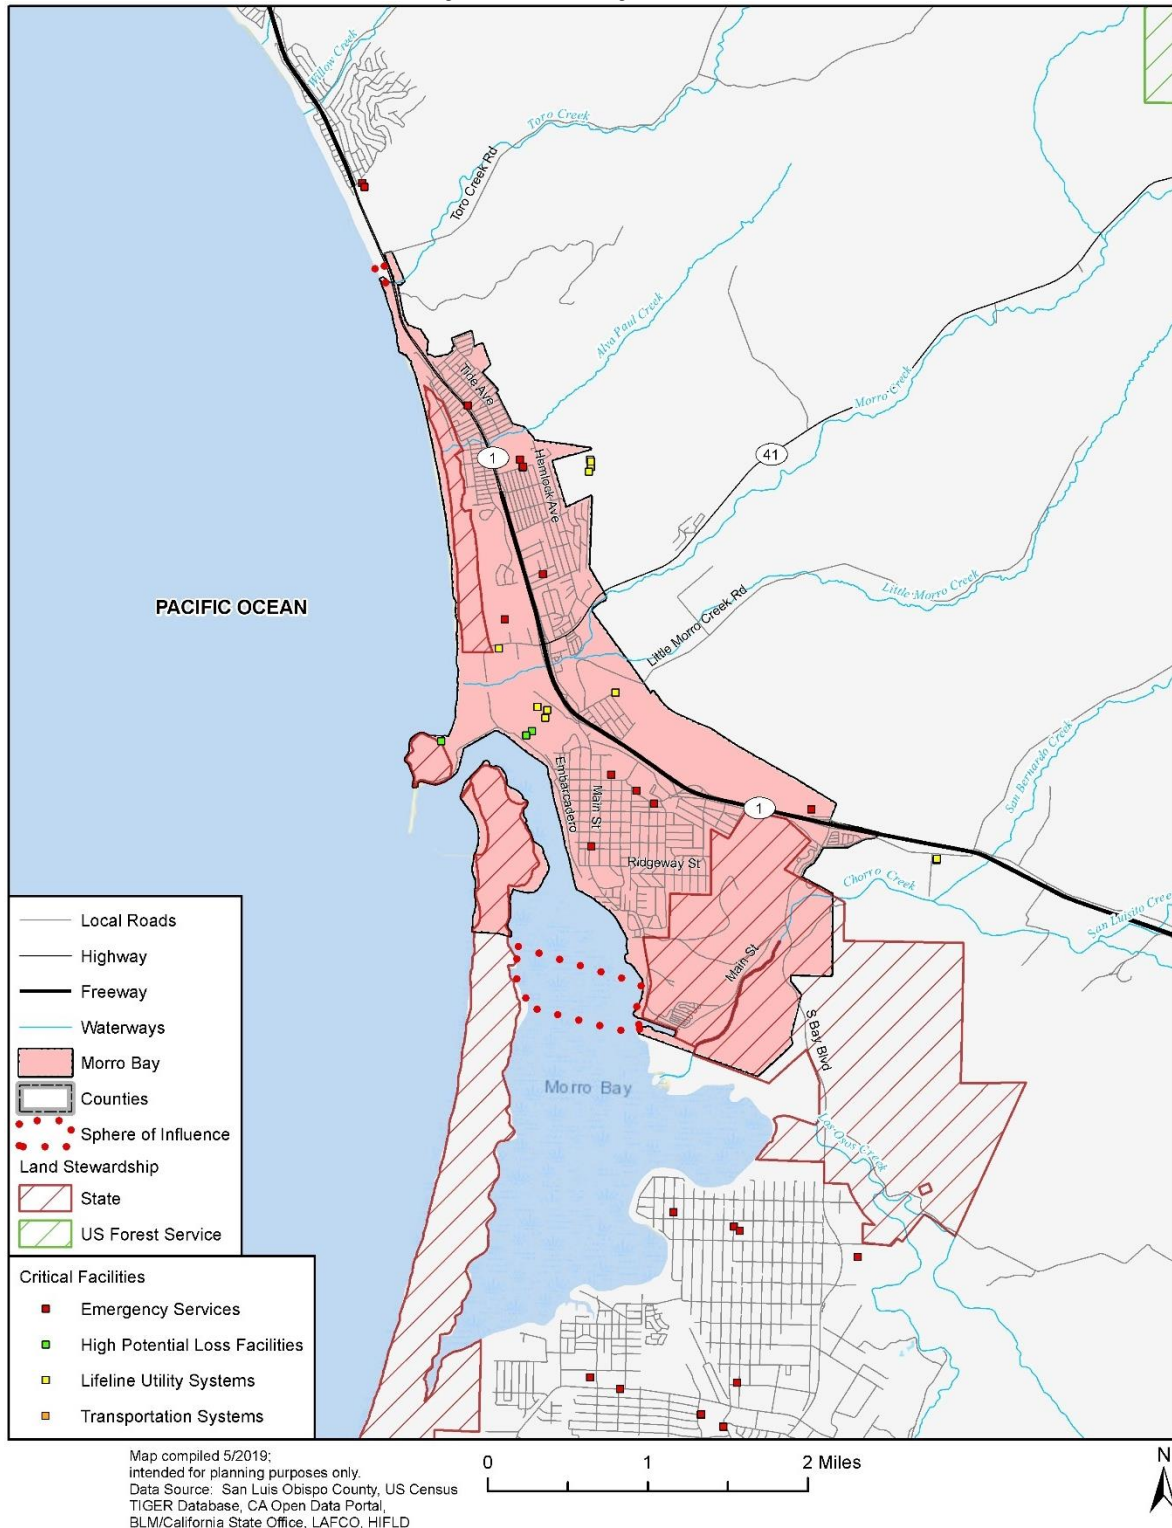 Willow Creek
Toro Creek
Toro Creek Rd
Alva Paul Creek
Tide Ave
Morro Creek
1
41
Hemlock Ave
PACIFIC OCEAN
Little Morro Creek
Little Morro Creek Rd
San Bernardo Creek
Embarcadero
Main St
1
Ridgeway St
Chorro Creek
San Luisito Creek
Main St
S Bay Blvd
Morro Bay
Los Osos Creek
Local Roads
Highway
Freeway
Waterways
Morro Bay
Counties
Sphere of Influence
Land Stewardship
State
US Forest Service
Critical Facilities
Emergency Services
High Potential Loss Facilities
Lifeline Utility Systems
Transportation Systems
Map compiled 5/2019;
intended for planning purposes only.
Data Source: San Luis Obispo County, US Census
TIGER Database, CA Open Data Portal,
BLM/California State Office, LAFCO, HIFLD
0 1 2 Miles
N